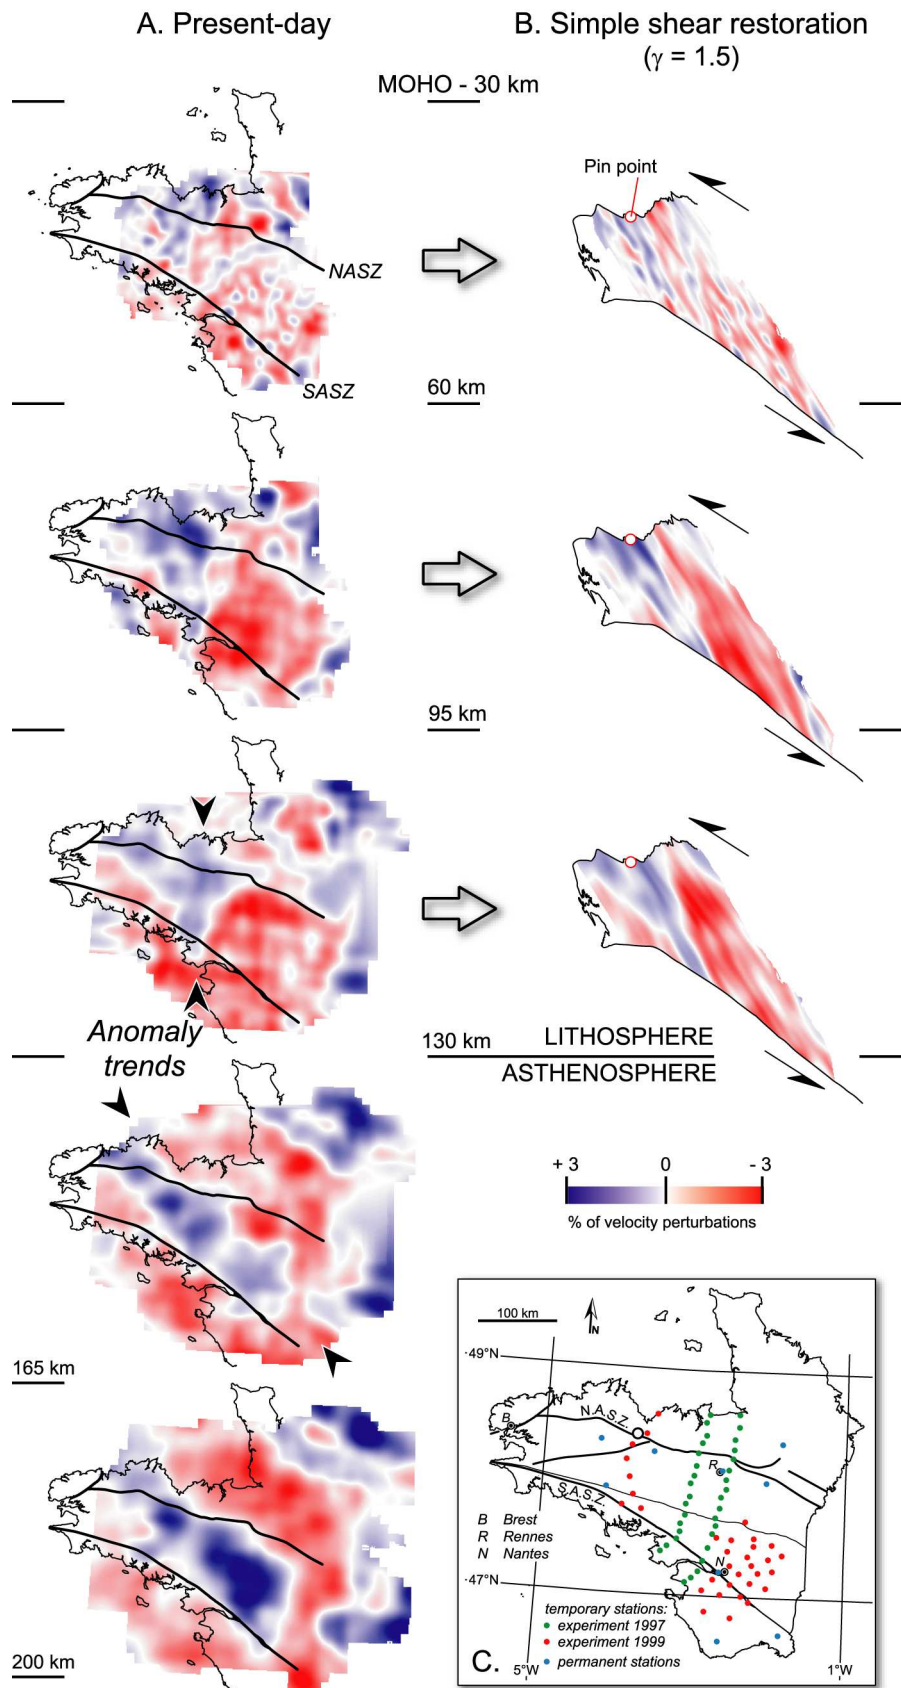 A. Present-day
B. Simple shear restoration
(γ = 1.5)
MOHO - 30 km
Pin point
NASZ
SASZ
60 km
95 km
Anomaly
trends
130 km
LITHOSPHERE
ASTHENOSPHERE
+ 3
0
- 3
% of velocity perturbations
165 km
200 km
100 km
N
49°N
N.A.S.Z.
B
R
S.A.S.Z.
B Brest
R Rennes
N Nantes
N
47°N
temporary stations:
experiment 1997
experiment 1999
permanent stations
C.
5°W
1°W